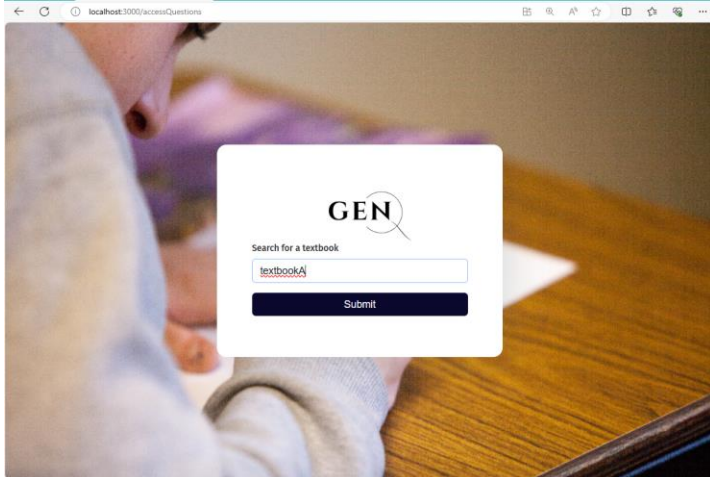 localhost:3000/accessQuestions
GEN
Search for a textbook
textbookA
Submit